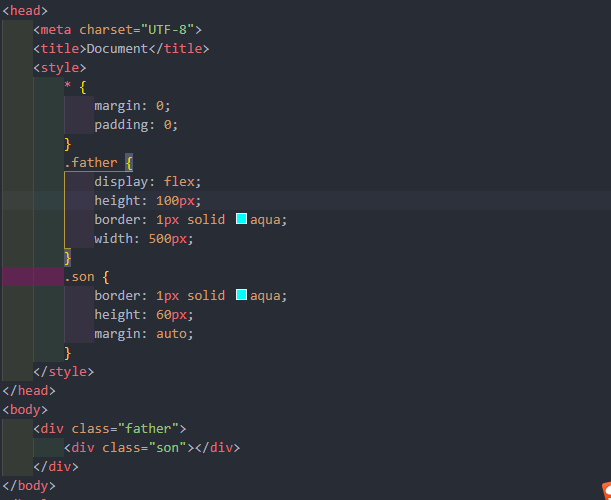 <head>
    <meta charset="UTF-8">
    <title>Document</title>
    <style>
        * {
            margin: 0;
            padding: 0;
        }
        .father {
            display: flex;
            height: 100px;
            border: 1px solid aqua;
            width: 500px;
        }
        .son {
            border: 1px solid aqua;
            height: 60px;
            margin: auto;
        }
    </style>
</head>
<body>
    <div class="father">
        <div class="son"></div>
    </div>
</body>